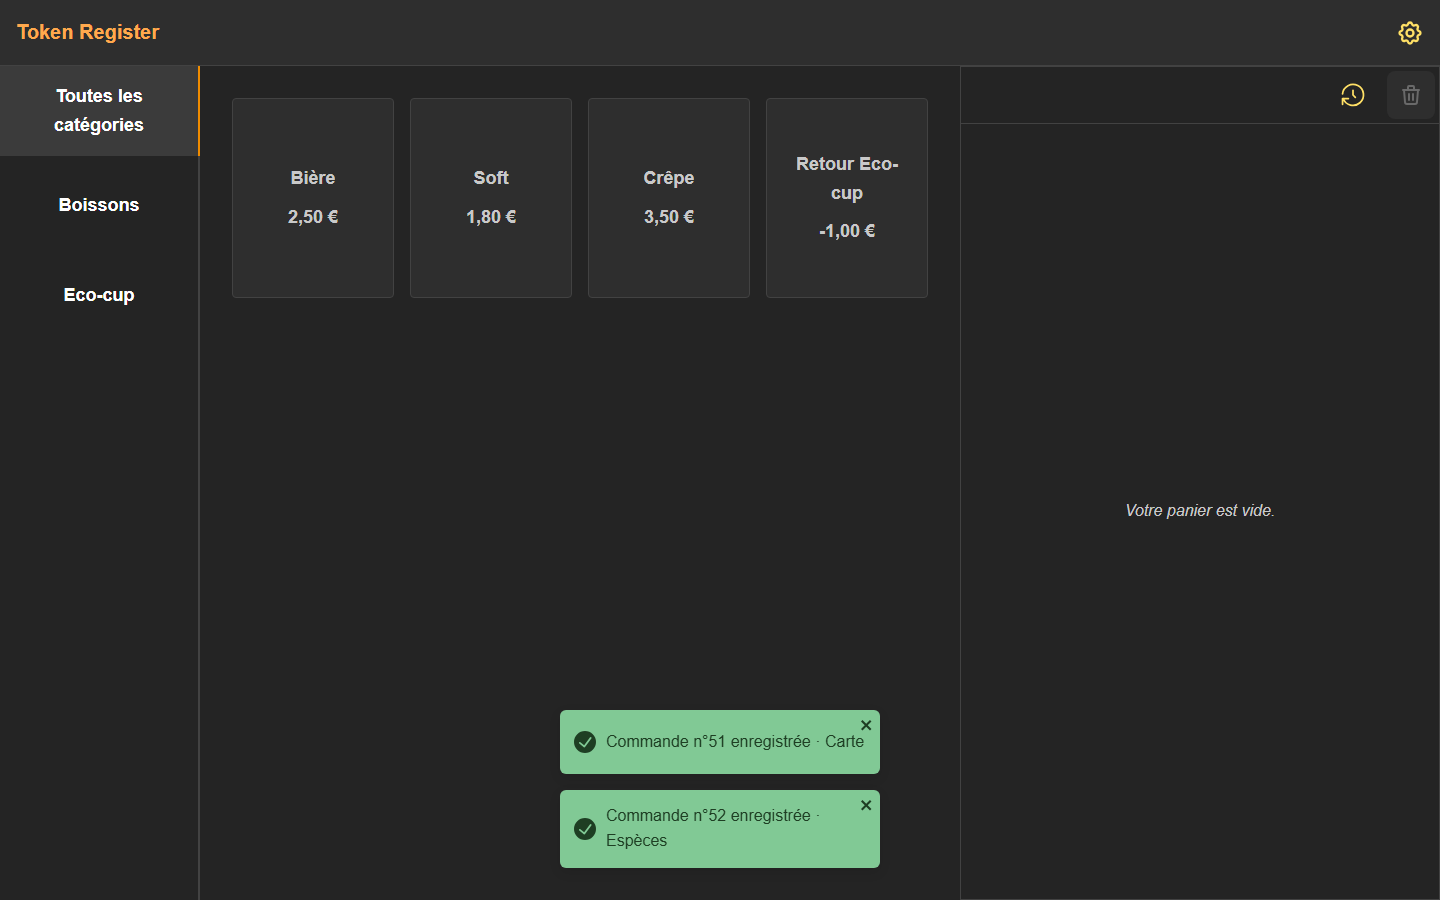 Token Register
Toutes les
catégories
Boissons
Eco-cup
Bière
2,50 €
Soft
1,80 €
Crêpe
3,50 €
Retour Eco-
cup
-1,00 €
Votre panier est vide.
Commande n°51 enregistrée · Carte
Commande n°52 enregistrée ·
Espèces